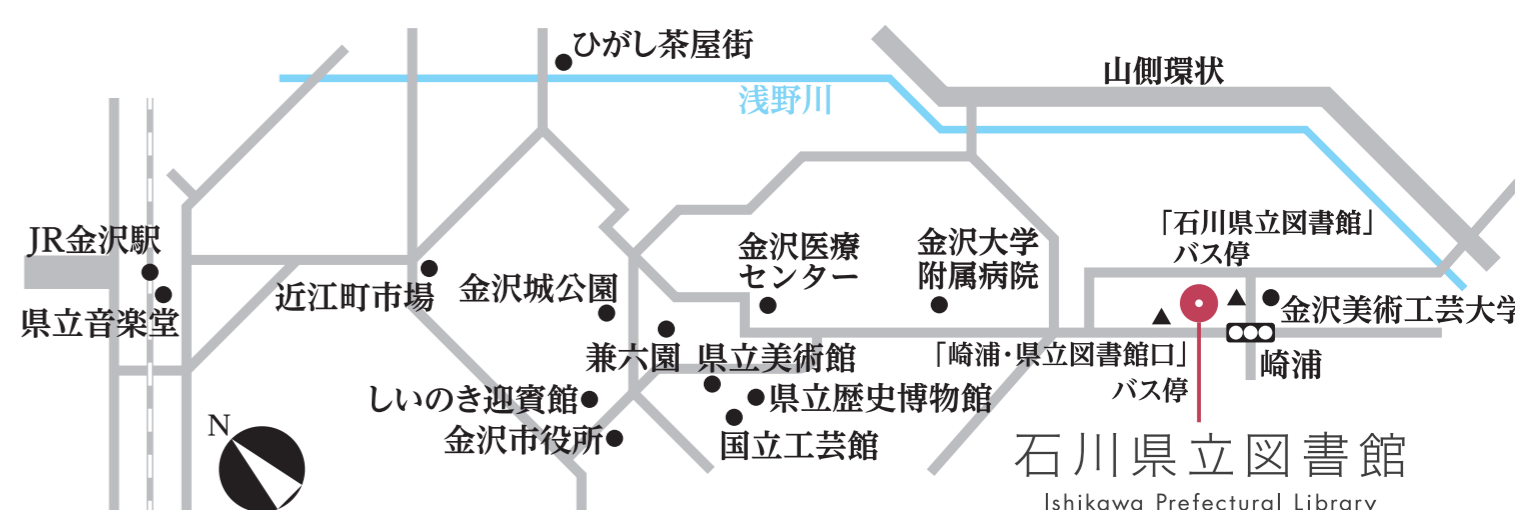 ひがし茶屋街
山側環状
浅野川
「石川県立図書館」
バス停
JR金沢駅
金沢医療
センター
金沢大学
附属病院
近江町市場
金沢城公園
県立音楽堂
金沢美術工芸大学
兼六園
県立美術館
「崎浦・県立図書館口」
バス停
崎浦
しいのき迎賓館
県立歴史博物館
金沢市役所
国立工芸館
N
石川県立図書館
Ishikawa Prefectural Library